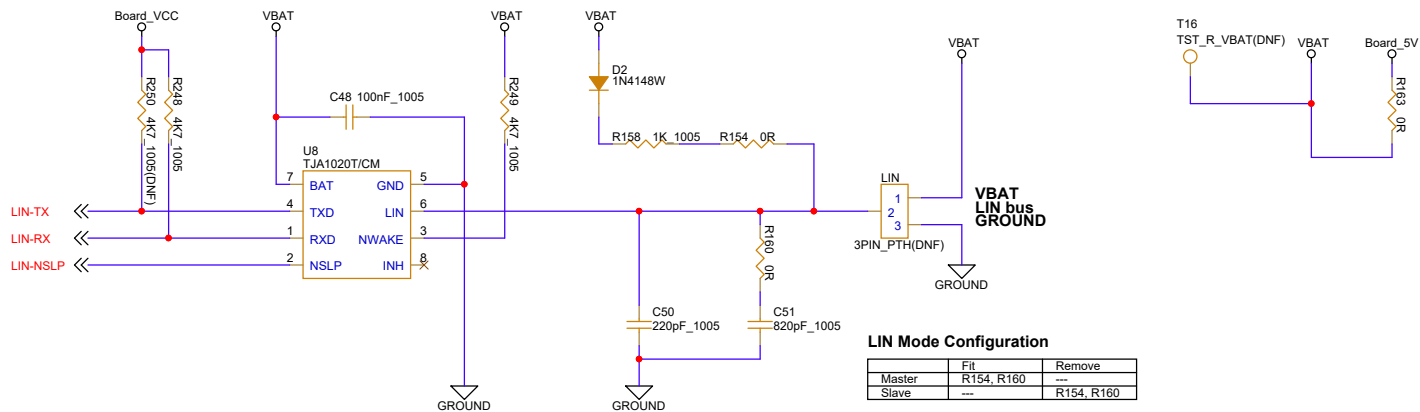 Board_VCC
VBAT
VBAT
VBAT
VBAT
T16
TST_R_VBAT(DNF)
VBAT
Board_5V
R250 4K7_1005(DNF)
R248 4K7_1005
C48 100nF_1005
R249 4K7_1005
D2
1N4148W
R163 0R
R158 1K_1005
R154 0R
U8
TJA1020T/CM
7 BAT GND 5
LIN-TX 4 TXD LIN 6
LIN-RX 1 RXD NWAKE 3
LIN-NSLP 2 NSLP INH 8
LIN
1
2
3
3PIN_PTH(DNF)
VBAT
LIN bus
GROUND
R160 0R
GROUND
C50
220pF_1005
C51
820pF_1005
GROUND
GROUND
LIN Mode Configuration
Fit Remove
Master R154, R160 ---
Slave --- R154, R160